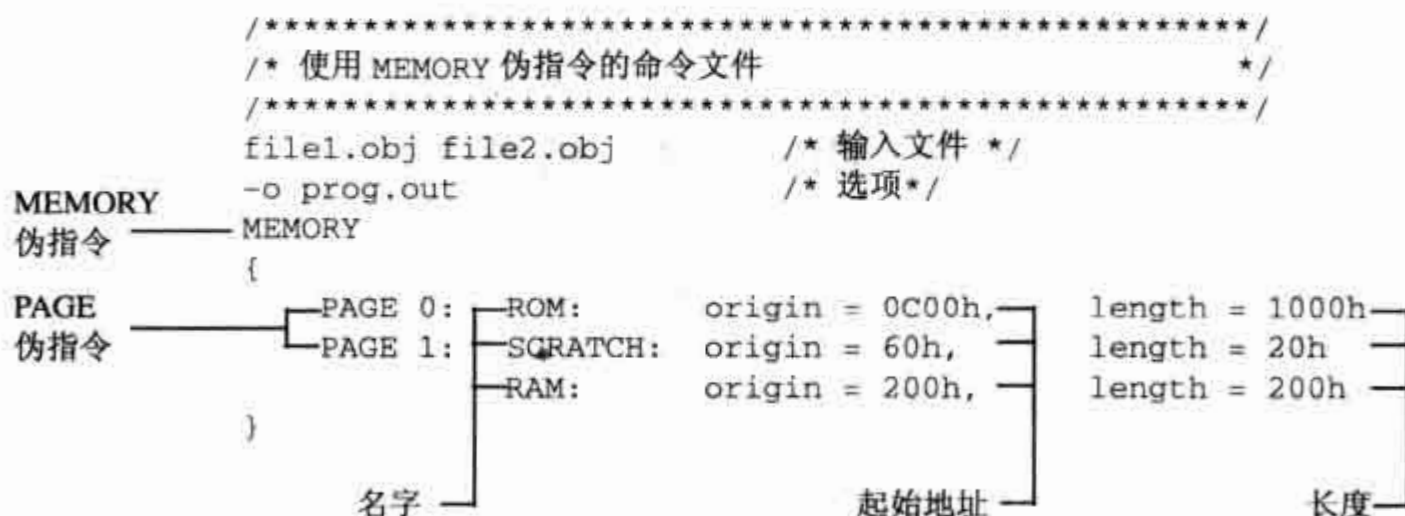 /**************************************************/
/* 使用 MEMORY 伪指令的命令文件 */
/**************************************************/
file1.obj file2.obj /* 输入文件 */
-o prog.out /* 选项*/
MEMORY
伪指令
MEMORY
{
PAGE
伪指令
PAGE 0: ROM: origin = 0C00h, length = 1000h
PAGE 1: SCRATCH: origin = 60h, length = 20h
RAM: origin = 200h, length = 200h
}
名字 起始地址 长度